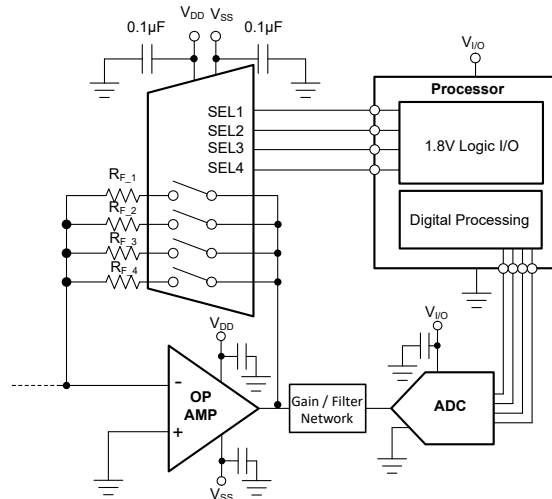 V_DD
V_SS
0.1µF
0.1µF
V_I/O
Processor
SEL1
SEL2
SEL3
SEL4
1.8V Logic I/O
R_F_1
R_F_2
R_F_3
R_F_4
Digital Processing
V_DD
V_I/O
-
OP
AMP
+
Gain / Filter
Network
ADC
V_SS